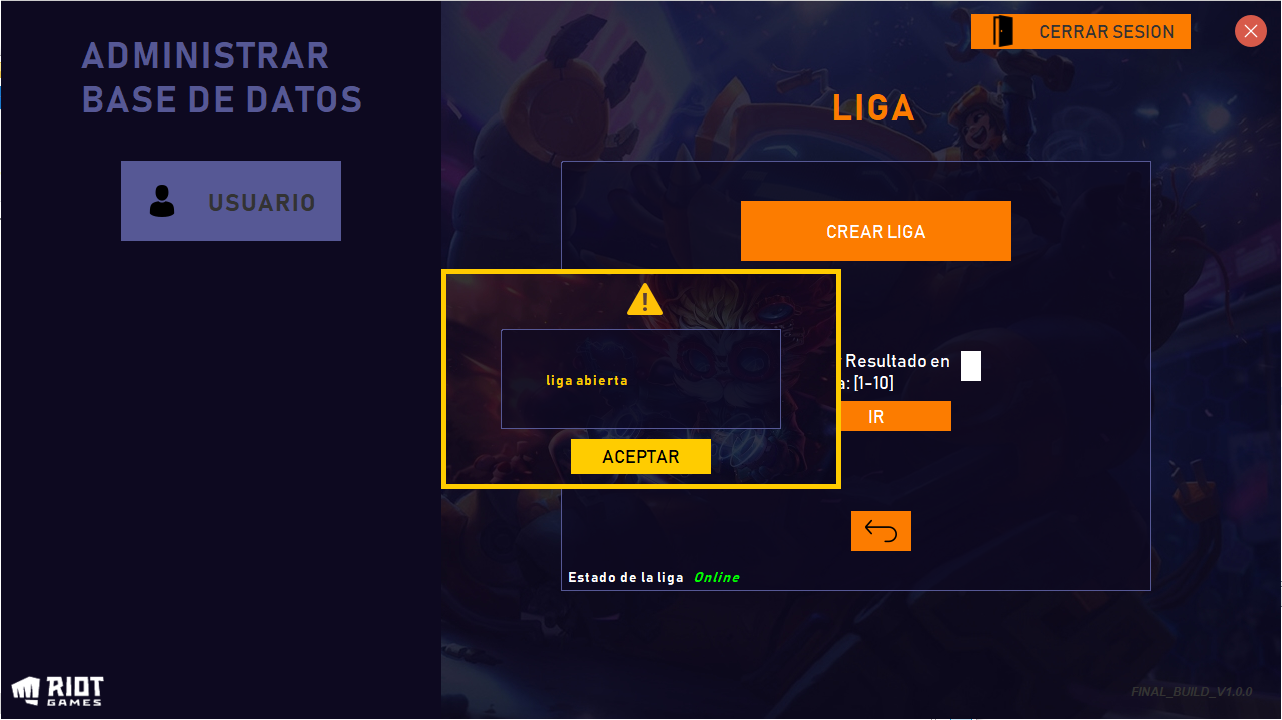 ADMINISTRAR
BASE DE DATOS
USUARIO
CERRAR SESION
LIGA
CREAR LIGA
liga abierta
ACEPTAR
Resultado en
a: [1-10]
IR
Estado de la liga Online
RIOT
GAMES
FINAL_BUILD_V1.0.0